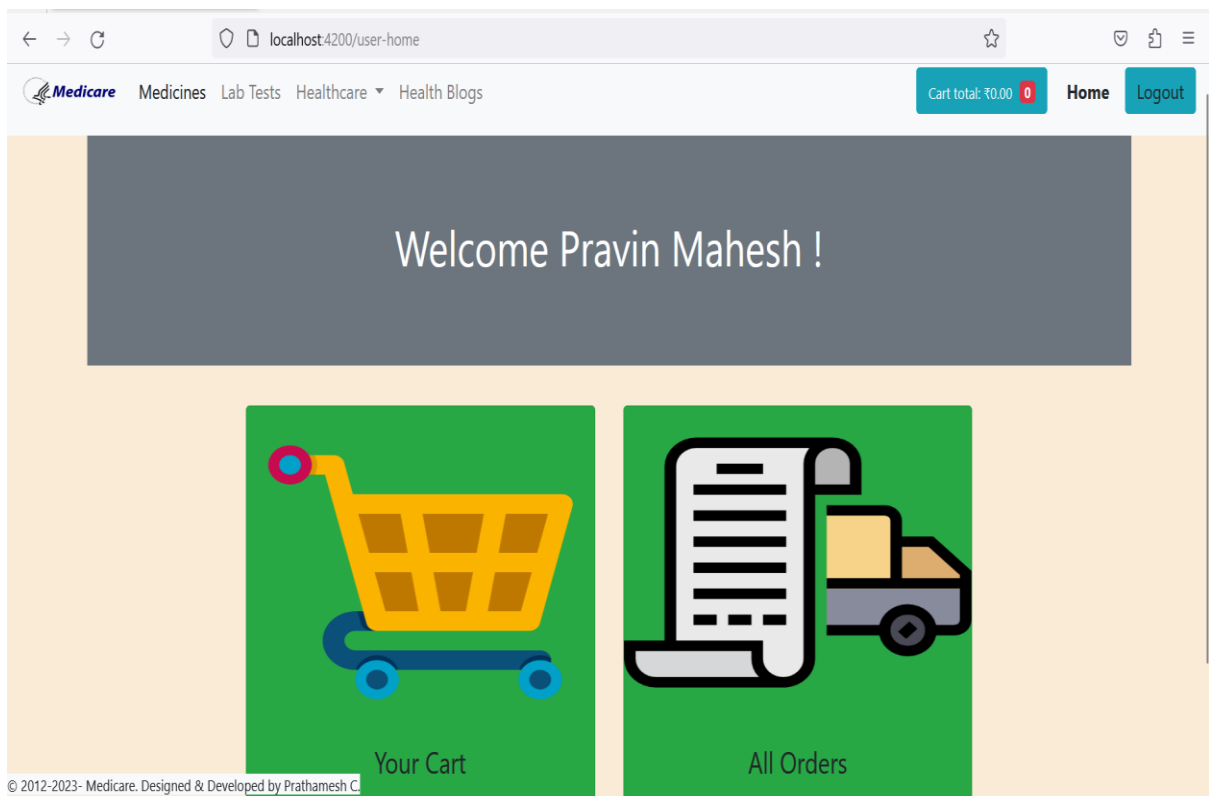 localhost:4200/user-home
Medicare Medicines Lab Tests Healthcare Health Blogs Cart total: ₹0.00 0 Home Logout
Welcome Pravin Mahesh !
Your Cart All Orders
© 2012-2023- Medicare. Designed & Developed by Prathamesh C.